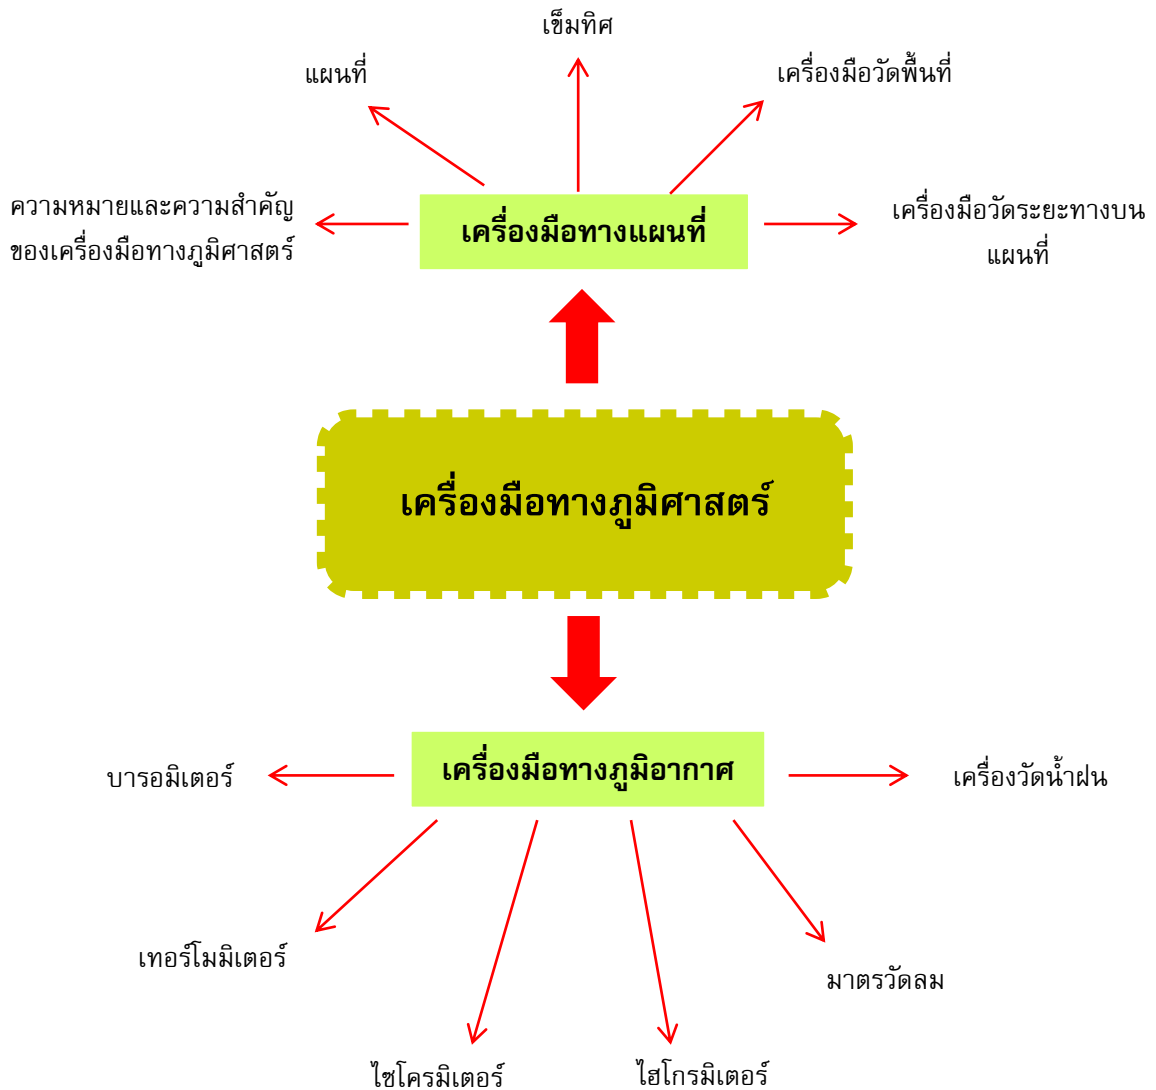 เข็มทิศ
แผนที่
เครื่องมือวัดพื้นที่
ความหมายและความสำคัญ
ของเครื่องมือทางภูมิศาสตร์
เครื่องมือทางแผนที่
เครื่องมือวัดระยะทางบน
แผนที่
เครื่องมือทางภูมิศาสตร์
บารอมิเตอร์
เครื่องมือทางภูมิอากาศ
เครื่องวัดน้ำฝน
เทอร์โมมิเตอร์
มาตรวัดลม
ไซโครมิเตอร์
ไฮโกรมิเตอร์